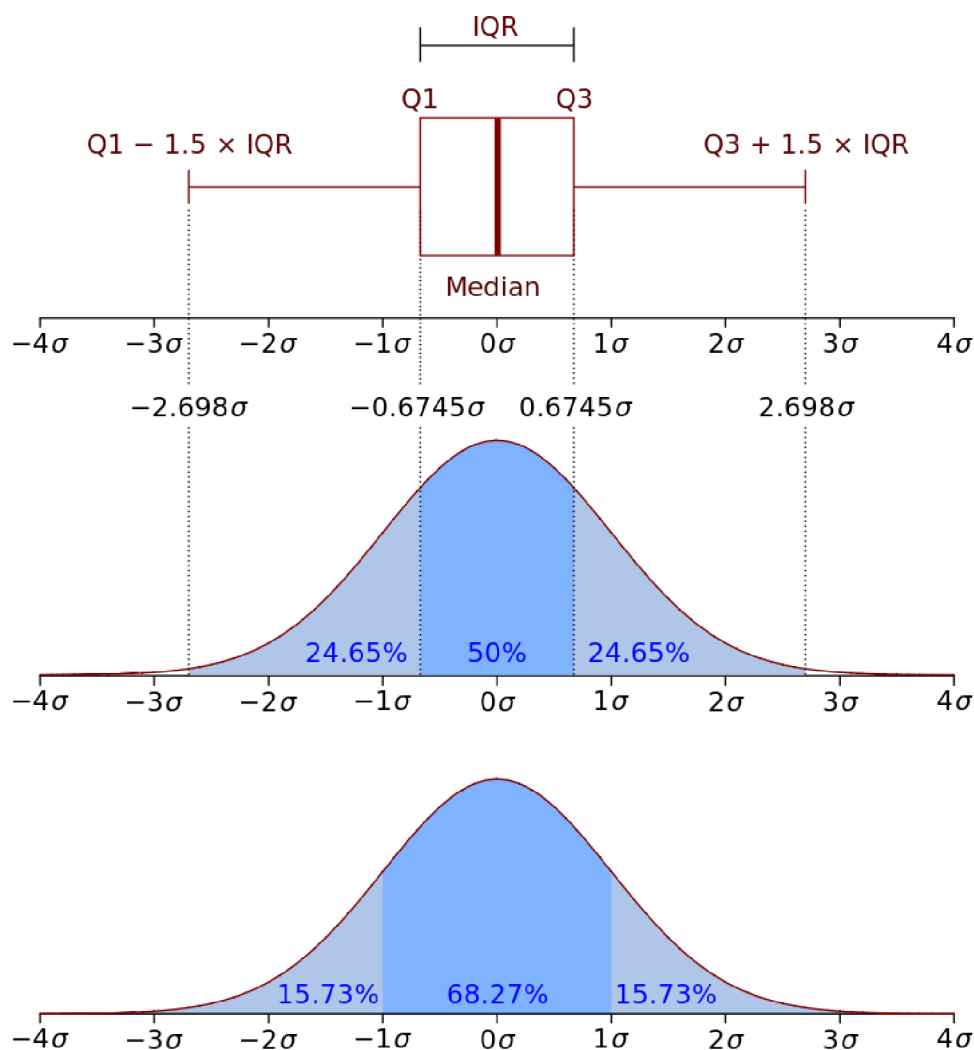 IQR
Q1 Q3
Q1 − 1.5 × IQR Q3 + 1.5 × IQR
Median
−4σ −3σ −2σ −1σ 0σ 1σ 2σ 3σ 4σ
−2.698σ −0.6745σ 0.6745σ 2.698σ
24.65% 50% 24.65%
−4σ −3σ −2σ −1σ 0σ 1σ 2σ 3σ 4σ
15.73% 68.27% 15.73%
−4σ −3σ −2σ −1σ 0σ 1σ 2σ 3σ 4σ